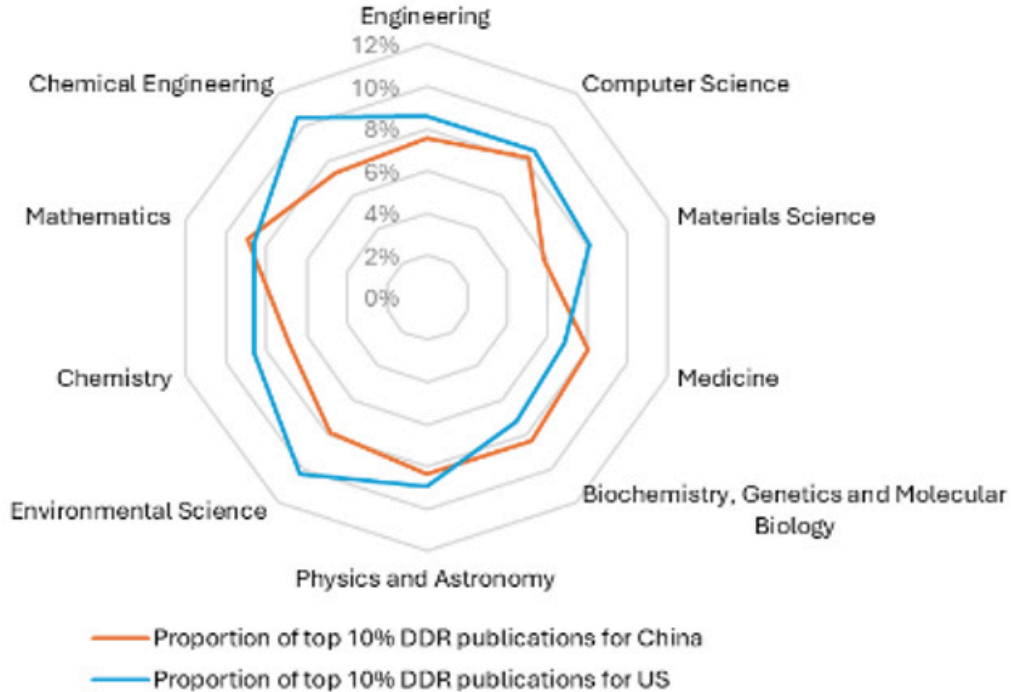 Engineering
12%
Chemical Engineering
Computer Science
10%
8%
6%
Mathematics
Materials Science
4%
2%
0%
Chemistry
Medicine
Environmental Science
Biochemistry, Genetics and Molecular
Biology
Physics and Astronomy
Proportion of top 10% DDR publications for China
Proportion of top 10% DDR publications for US